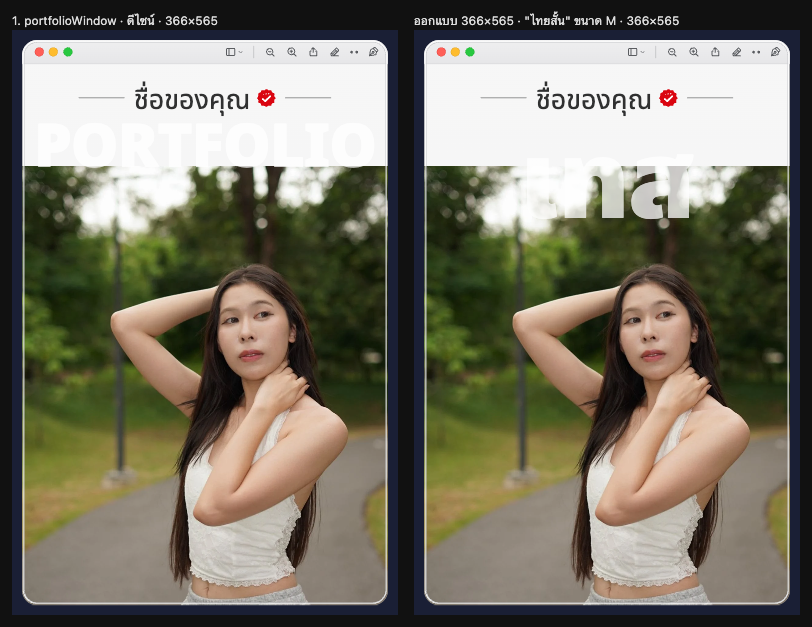 1. portfolioWindow · ดีไซน์ · 366×565
ชื่อของคุณ
PORTFOLIO
ออกแบบ 366×565 · "ไทยสั้น" ขนาด M · 366×565
ชื่อของคุณ